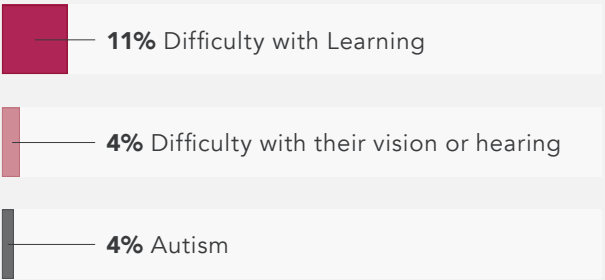 11% Difficulty with Learning
4% Difficulty with their vision or hearing
4% Autism